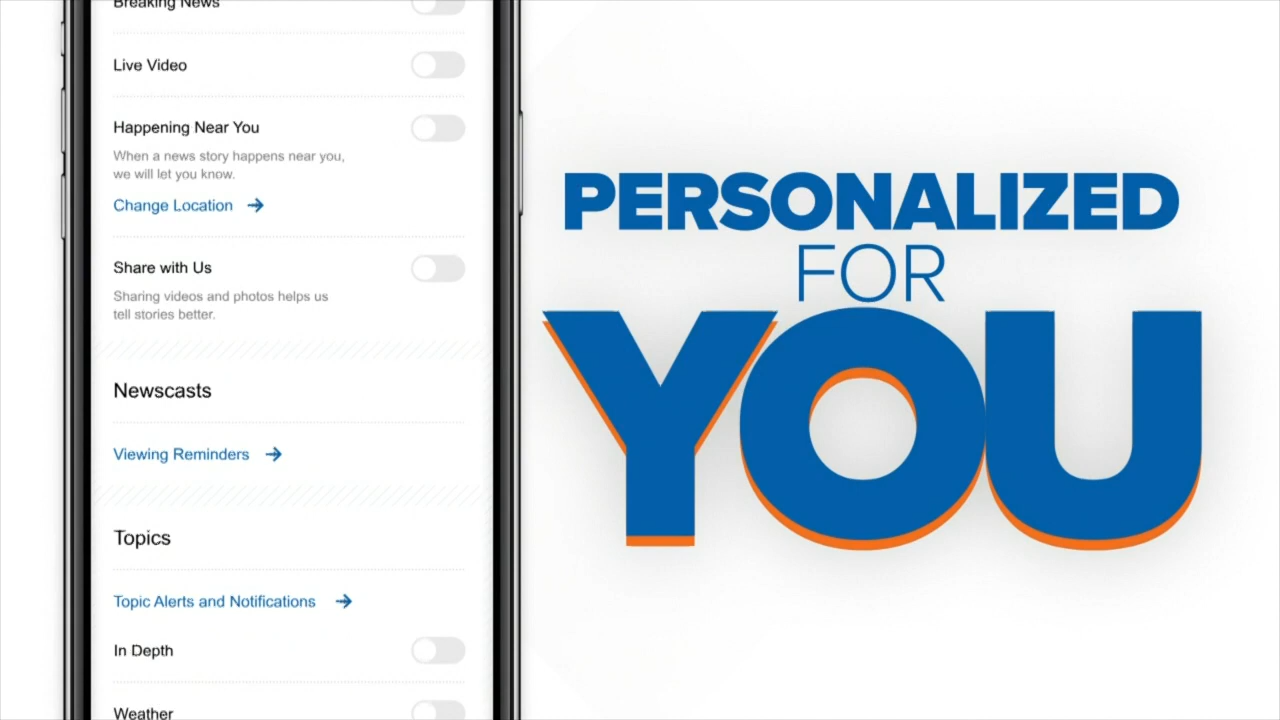 Breaking News
Live Video
Happening Near You
When a news story happens near you,
we will let you know.
Change Location
Share with Us
Sharing videos and photos helps us
tell stories better.
Newscasts
Viewing Reminders
Topics
Topic Alerts and Notifications
In Depth
Weather
PERSONALIZED
FOR
YOU